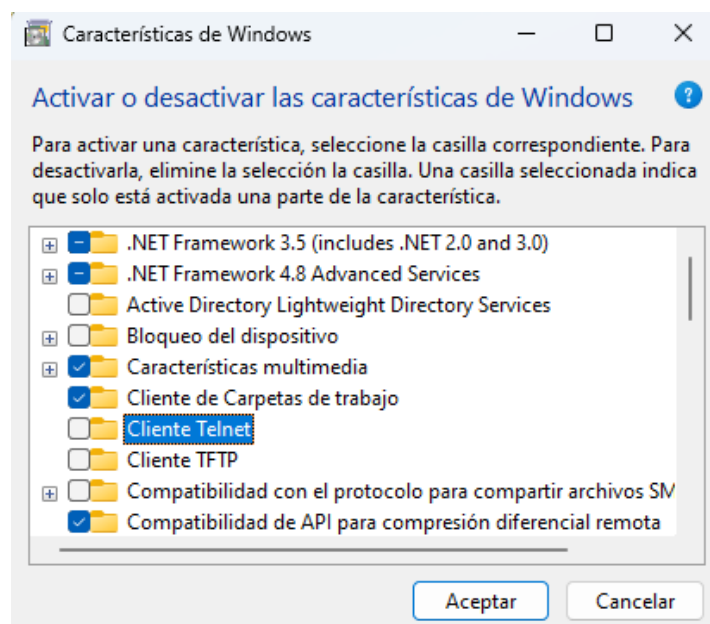 Características de Windows
Activar o desactivar las características de Windows
?
Para activar una característica, seleccione la casilla correspondiente. Para
desactivarla, elimine la selección la casilla. Una casilla seleccionada indica
que solo está activada una parte de la característica.
.NET Framework 3.5 (includes .NET 2.0 and 3.0)
.NET Framework 4.8 Advanced Services
Active Directory Lightweight Directory Services
Bloqueo del dispositivo
Características multimedia
Cliente de Carpetas de trabajo
Cliente Telnet
Cliente TFTP
Compatibilidad con el protocolo para compartir archivos SM
Compatibilidad de API para compresión diferencial remota
Aceptar
Cancelar